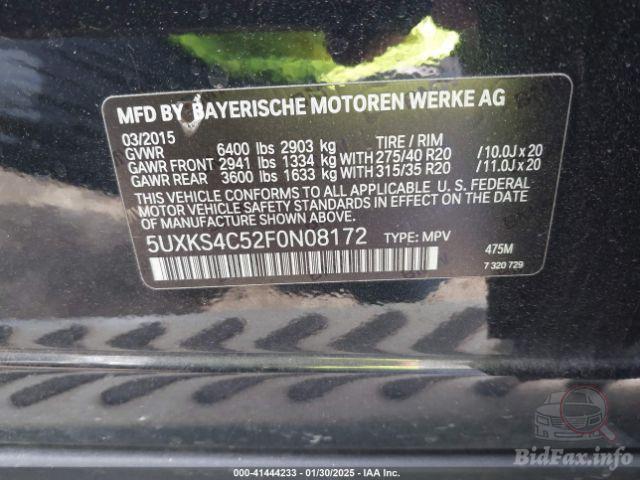 MFD BY BAYERISCHE MOTOREN WERKE AG
03/2015 TIRE / RIM
GVWR 6400 lbs 2903 kg
GAWR FRONT 2941 lbs 1334 kg WITH 275/40 R20 / 10.0J x 20
GAWR REAR 3600 lbs 1633 kg WITH 315/35 R20 / 11.0J x 20
THIS VEHICLE CONFORMS TO ALL APPLICABLE U. S. FEDERAL
MOTOR VEHICLE SAFETY STANDARDS IN EFFECT ON THE DATE
OF MANUFACTURE SHOWN ABOVE.
5UXKS4C52F0N08172 TYPE: MPV 475M
7 320 729
BidFax.info
000-41444233 - 01/30/2025 - IAA Inc.